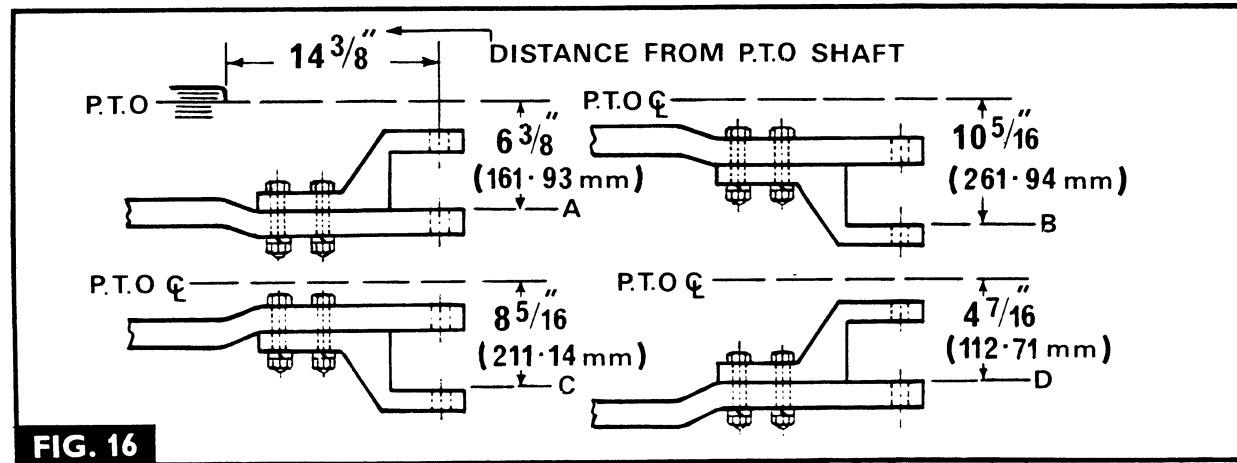 14 3/8"
DISTANCE FROM P.T.O SHAFT
P.T.O
6 3/8"
(161·93 mm)
A
P.T.O ℄
10 5/16"
(261·94 mm)
B
P.T.O ℄
8 5/16"
(211·14 mm)
C
P.T.O ℄
4 7/16"
(112·71 mm)
D
FIG. 16